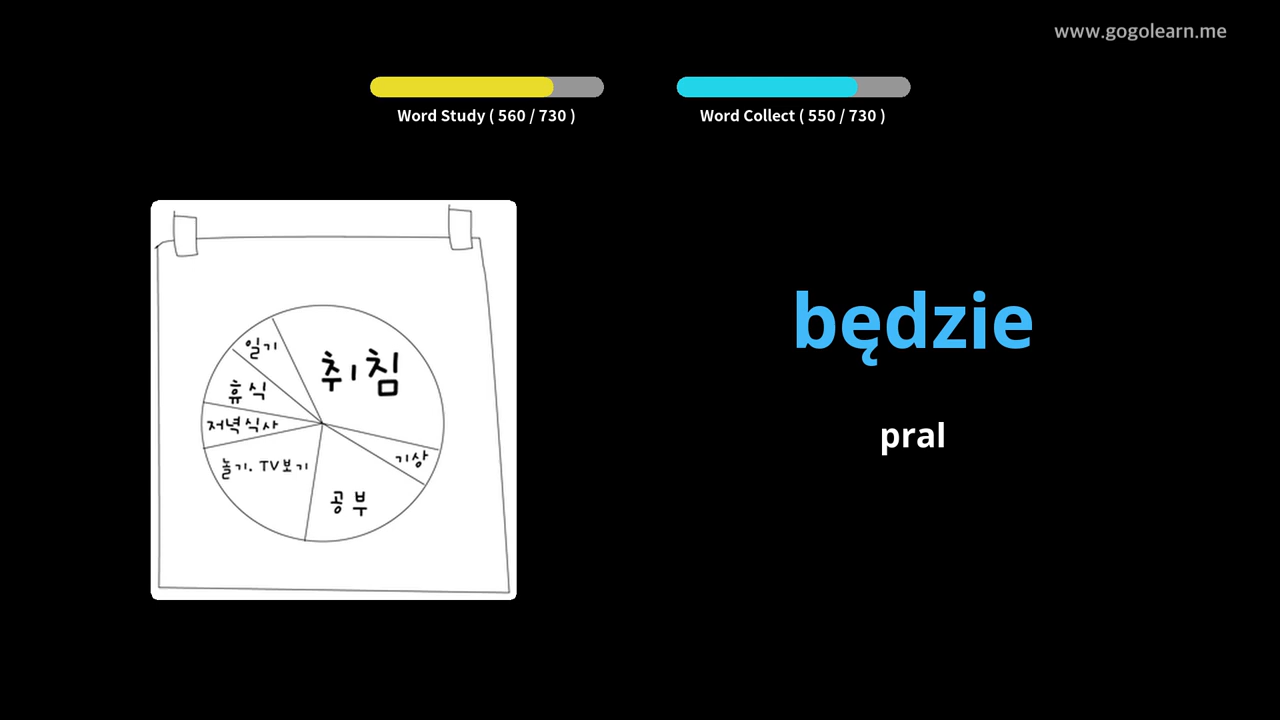 www.gogolearn.me
Word Study ( 560 / 730 )
Word Collect ( 550 / 730 )
일기
취침
휴식
저녁식사
놀기. TV보기
기상
공부
będzie
pral